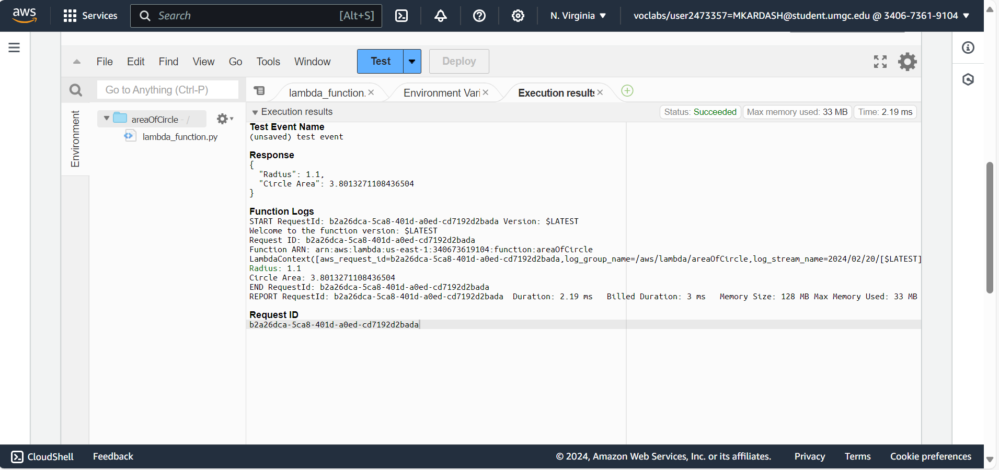 aws
Services
Search [Alt+S]
N. Virginia
voclabs/user2473357=MKARDASH@student.umgc.edu @ 3406-7361-9104
File Edit Find View Go Tools Window Test Deploy
Go to Anything (Ctrl-P)
lambda_function. Environment Vari Execution results
Environment
areaOfCircle - /
lambda_function.py
Execution results
Status: Succeeded Max memory used: 33 MB Time: 2.19 ms
Test Event Name
(unsaved) test event
Response
{
"Radius": 1.1,
"Circle Area": 3.8013271108436504
}
Function Logs
START RequestId: b2a26dca-5ca8-401d-a0ed-cd7192d2bada Version: $LATEST
Welcome to the function version: $LATEST
Request ID: b2a26dca-5ca8-401d-a0ed-cd7192d2bada
Function ARN: arn:aws:lambda:us-east-1:340673619104:function:areaOfCircle
LambdaContext([aws_request_id=b2a26dca-5ca8-401d-a0ed-cd7192d2bada,log_group_name=/aws/lambda/areaOfCircle,log_stream_name=2024/02/20/[$LATEST]
Radius: 1.1
Circle Area: 3.8013271108436504
END RequestId: b2a26dca-5ca8-401d-a0ed-cd7192d2bada
REPORT RequestId: b2a26dca-5ca8-401d-a0ed-cd7192d2bada Duration: 2.19 ms Billed Duration: 3 ms Memory Size: 128 MB Max Memory Used: 33 MB
Request ID
b2a26dca-5ca8-401d-a0ed-cd7192d2bada
CloudShell Feedback
© 2024, Amazon Web Services, Inc. or its affiliates. Privacy Terms Cookie preferences